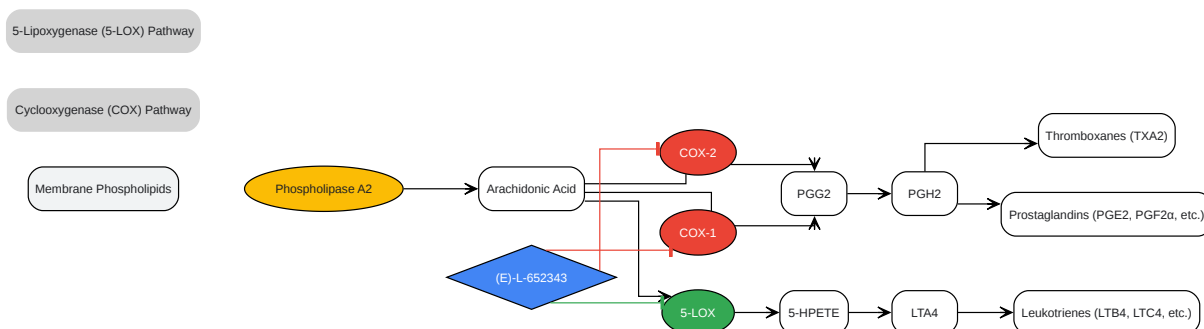 5-Lipoxygenase (5-LOX) Pathway
Cyclooxygenase (COX) Pathway
Membrane Phospholipids
Phospholipase A2
Arachidonic Acid
COX-2
COX-1
(E)-L-652343
5-LOX
PGG2
PGH2
Thromboxanes (TXA2)
Prostaglandins (PGE2, PGF2α, etc.)
5-HPETE
LTA4
Leukotrienes (LTB4, LTC4, etc.)